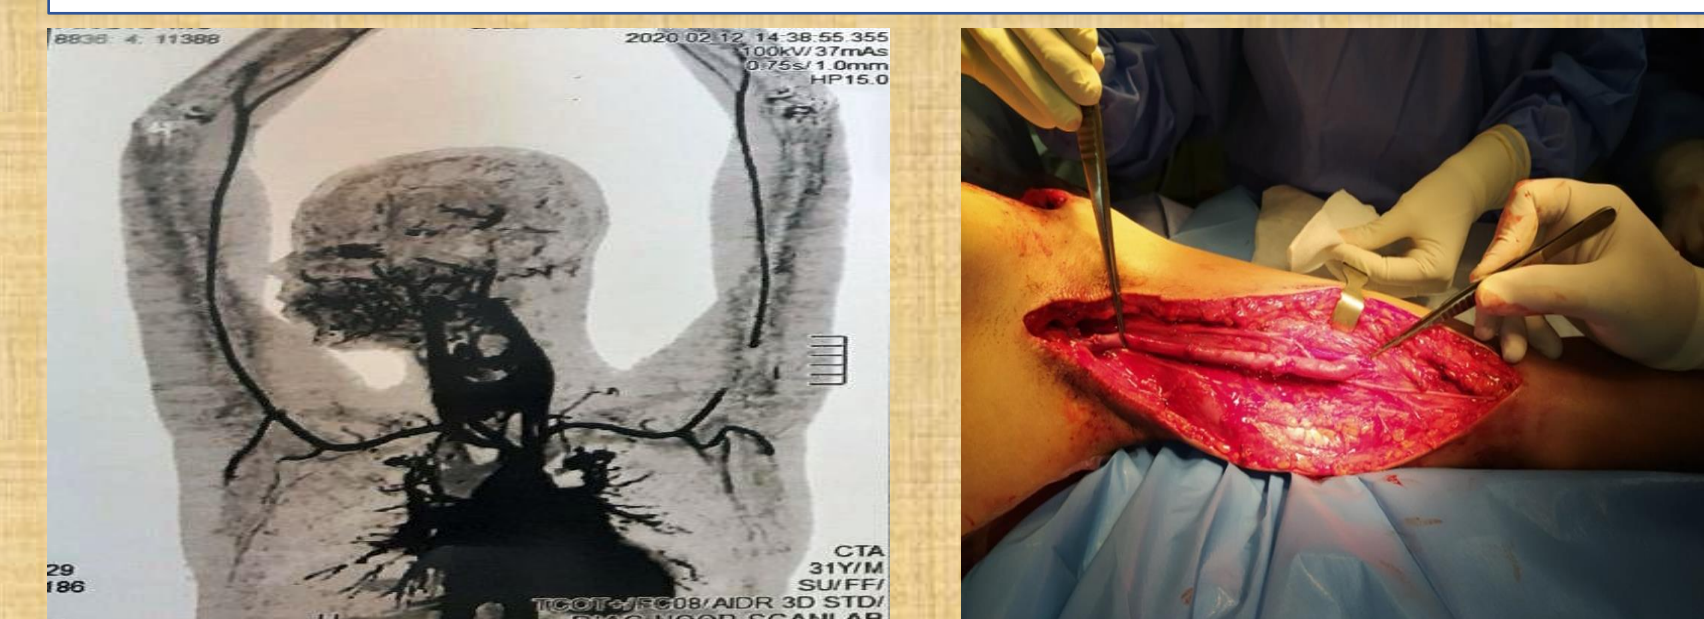 8836 4: 11388
2020 02 12 14:38:55.355
100kV/37mAs
0.75s/1.0mm
HP15.0
29
186
CTA
31Y/M
SU/FF/
AIDR 3D STD/